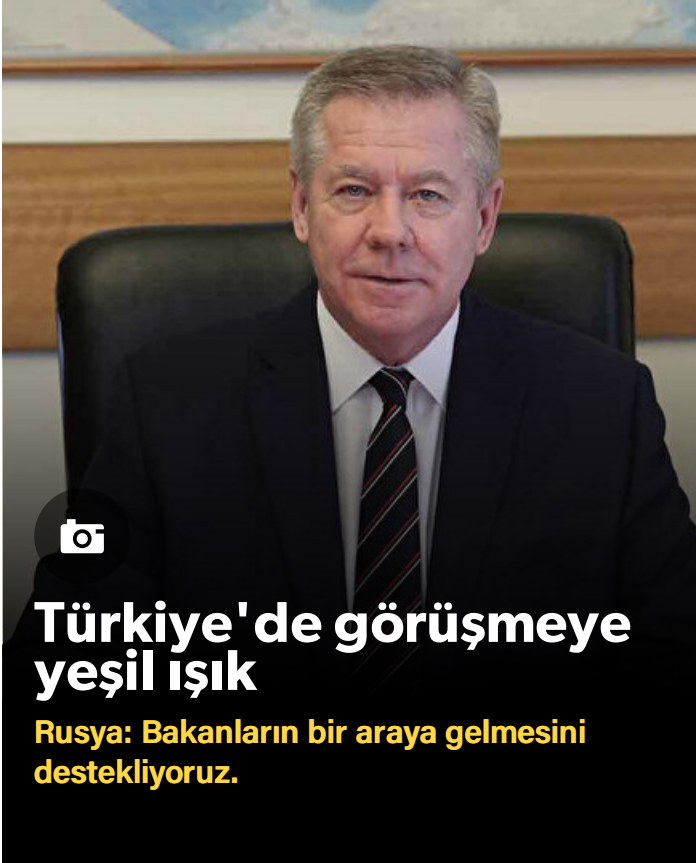 Türkiye'de görüşmeye
yeşil ışık
Rusya: Bakanların bir araya gelmesini
destekliyoruz.